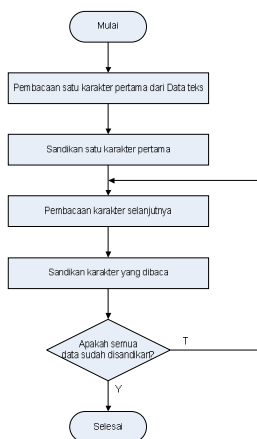 Mulai
Pembacaan satu karakter pertama dari Data teks
Sandikan satu karakter pertama
Pembacaan karakter selanjutnya
Sandikan karakter yang dibaca
Apakah semua
data sudah disandikan?
T
Y
Selesai